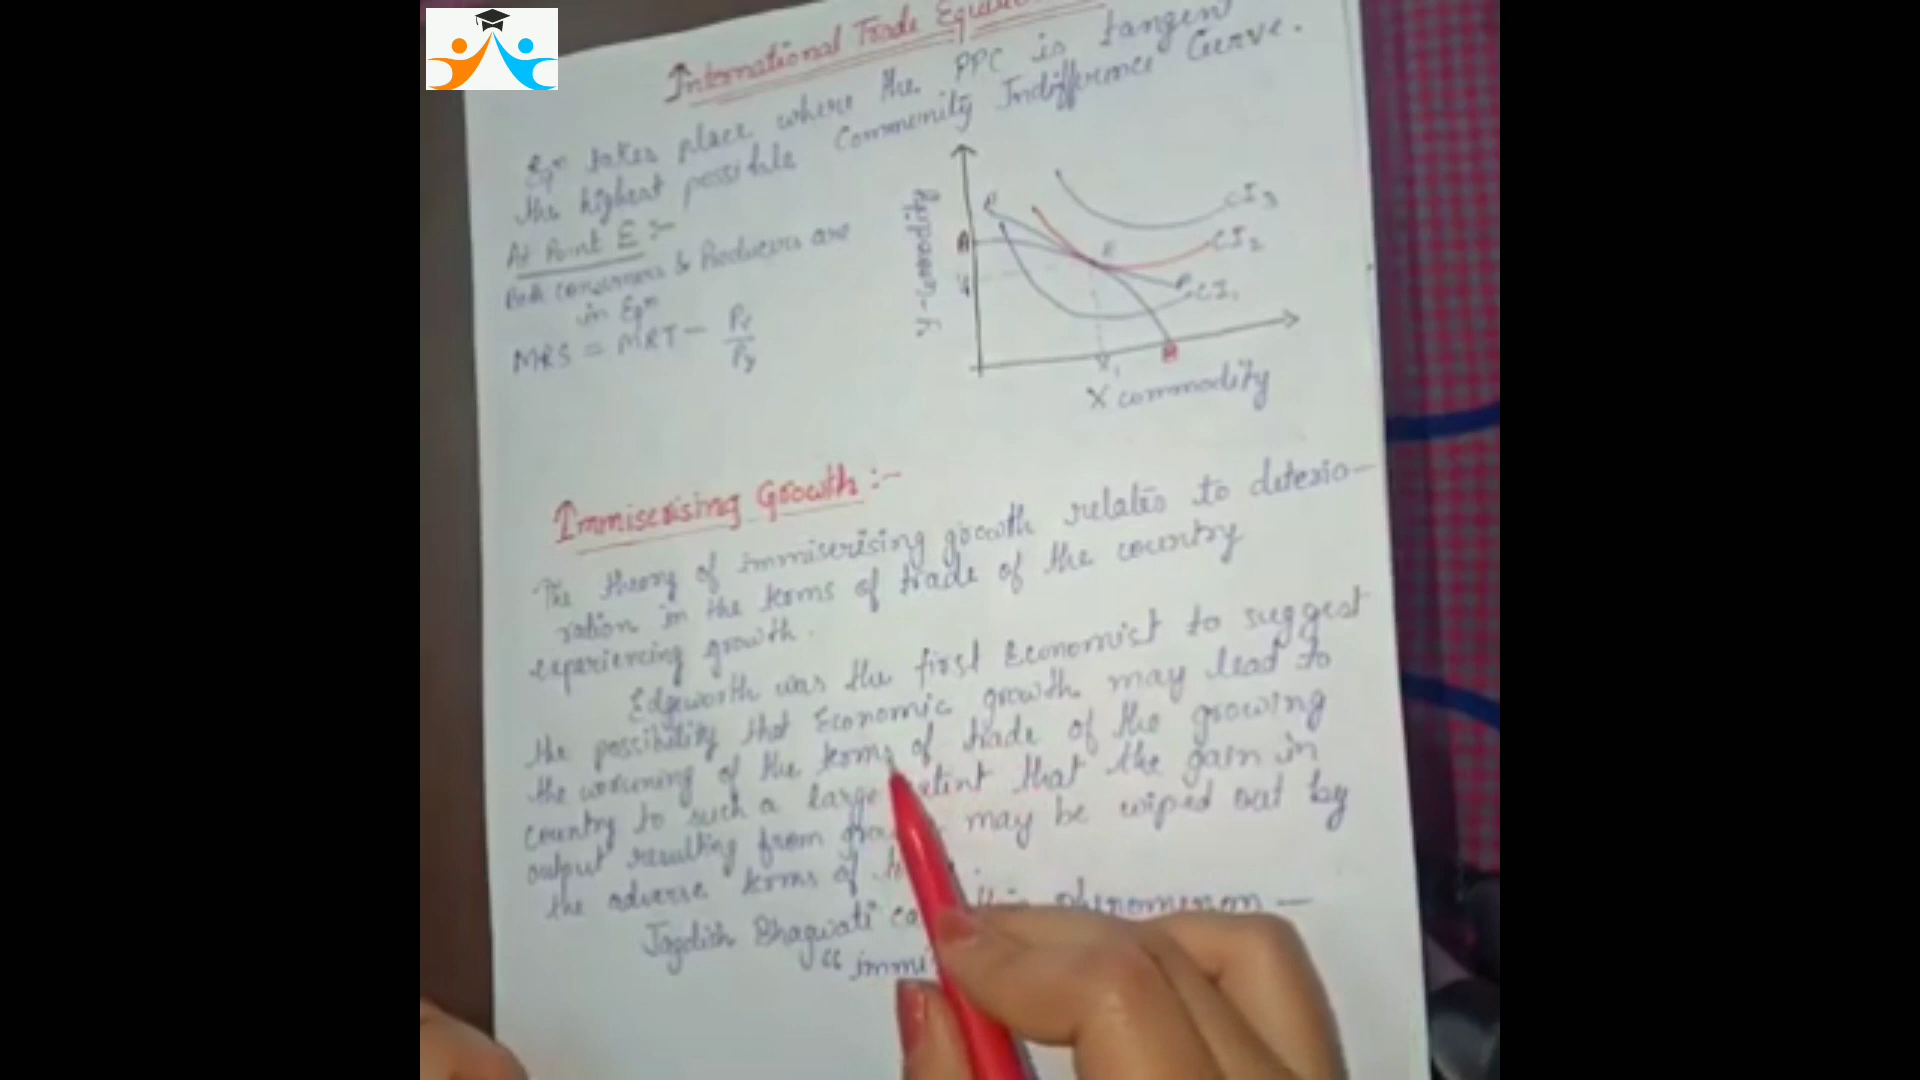 International Trade
Eqm takes place where the PPC is tangent
the highest possible Community Indifference Curve.
At Point E :-
Both consumers & Producers are
in Eqm
MRS = MRT -
Y-commodity
P
A
E
P
B
CI3
CI2
CI1
X commodity
Immiserising Growth :-
The theory of immiserising growth relates to deterio-
ration in the terms of trade of the country
experiencing growth.
Edgeworth was the first Economist to suggest
the possibility that Economic growth may lead to
the worsening of the terms of trade of the growing
country to such a large that the gain in
output resulting from may be wiped out by
the adverse terms of
Jagdish Bhagwati phenomenon -